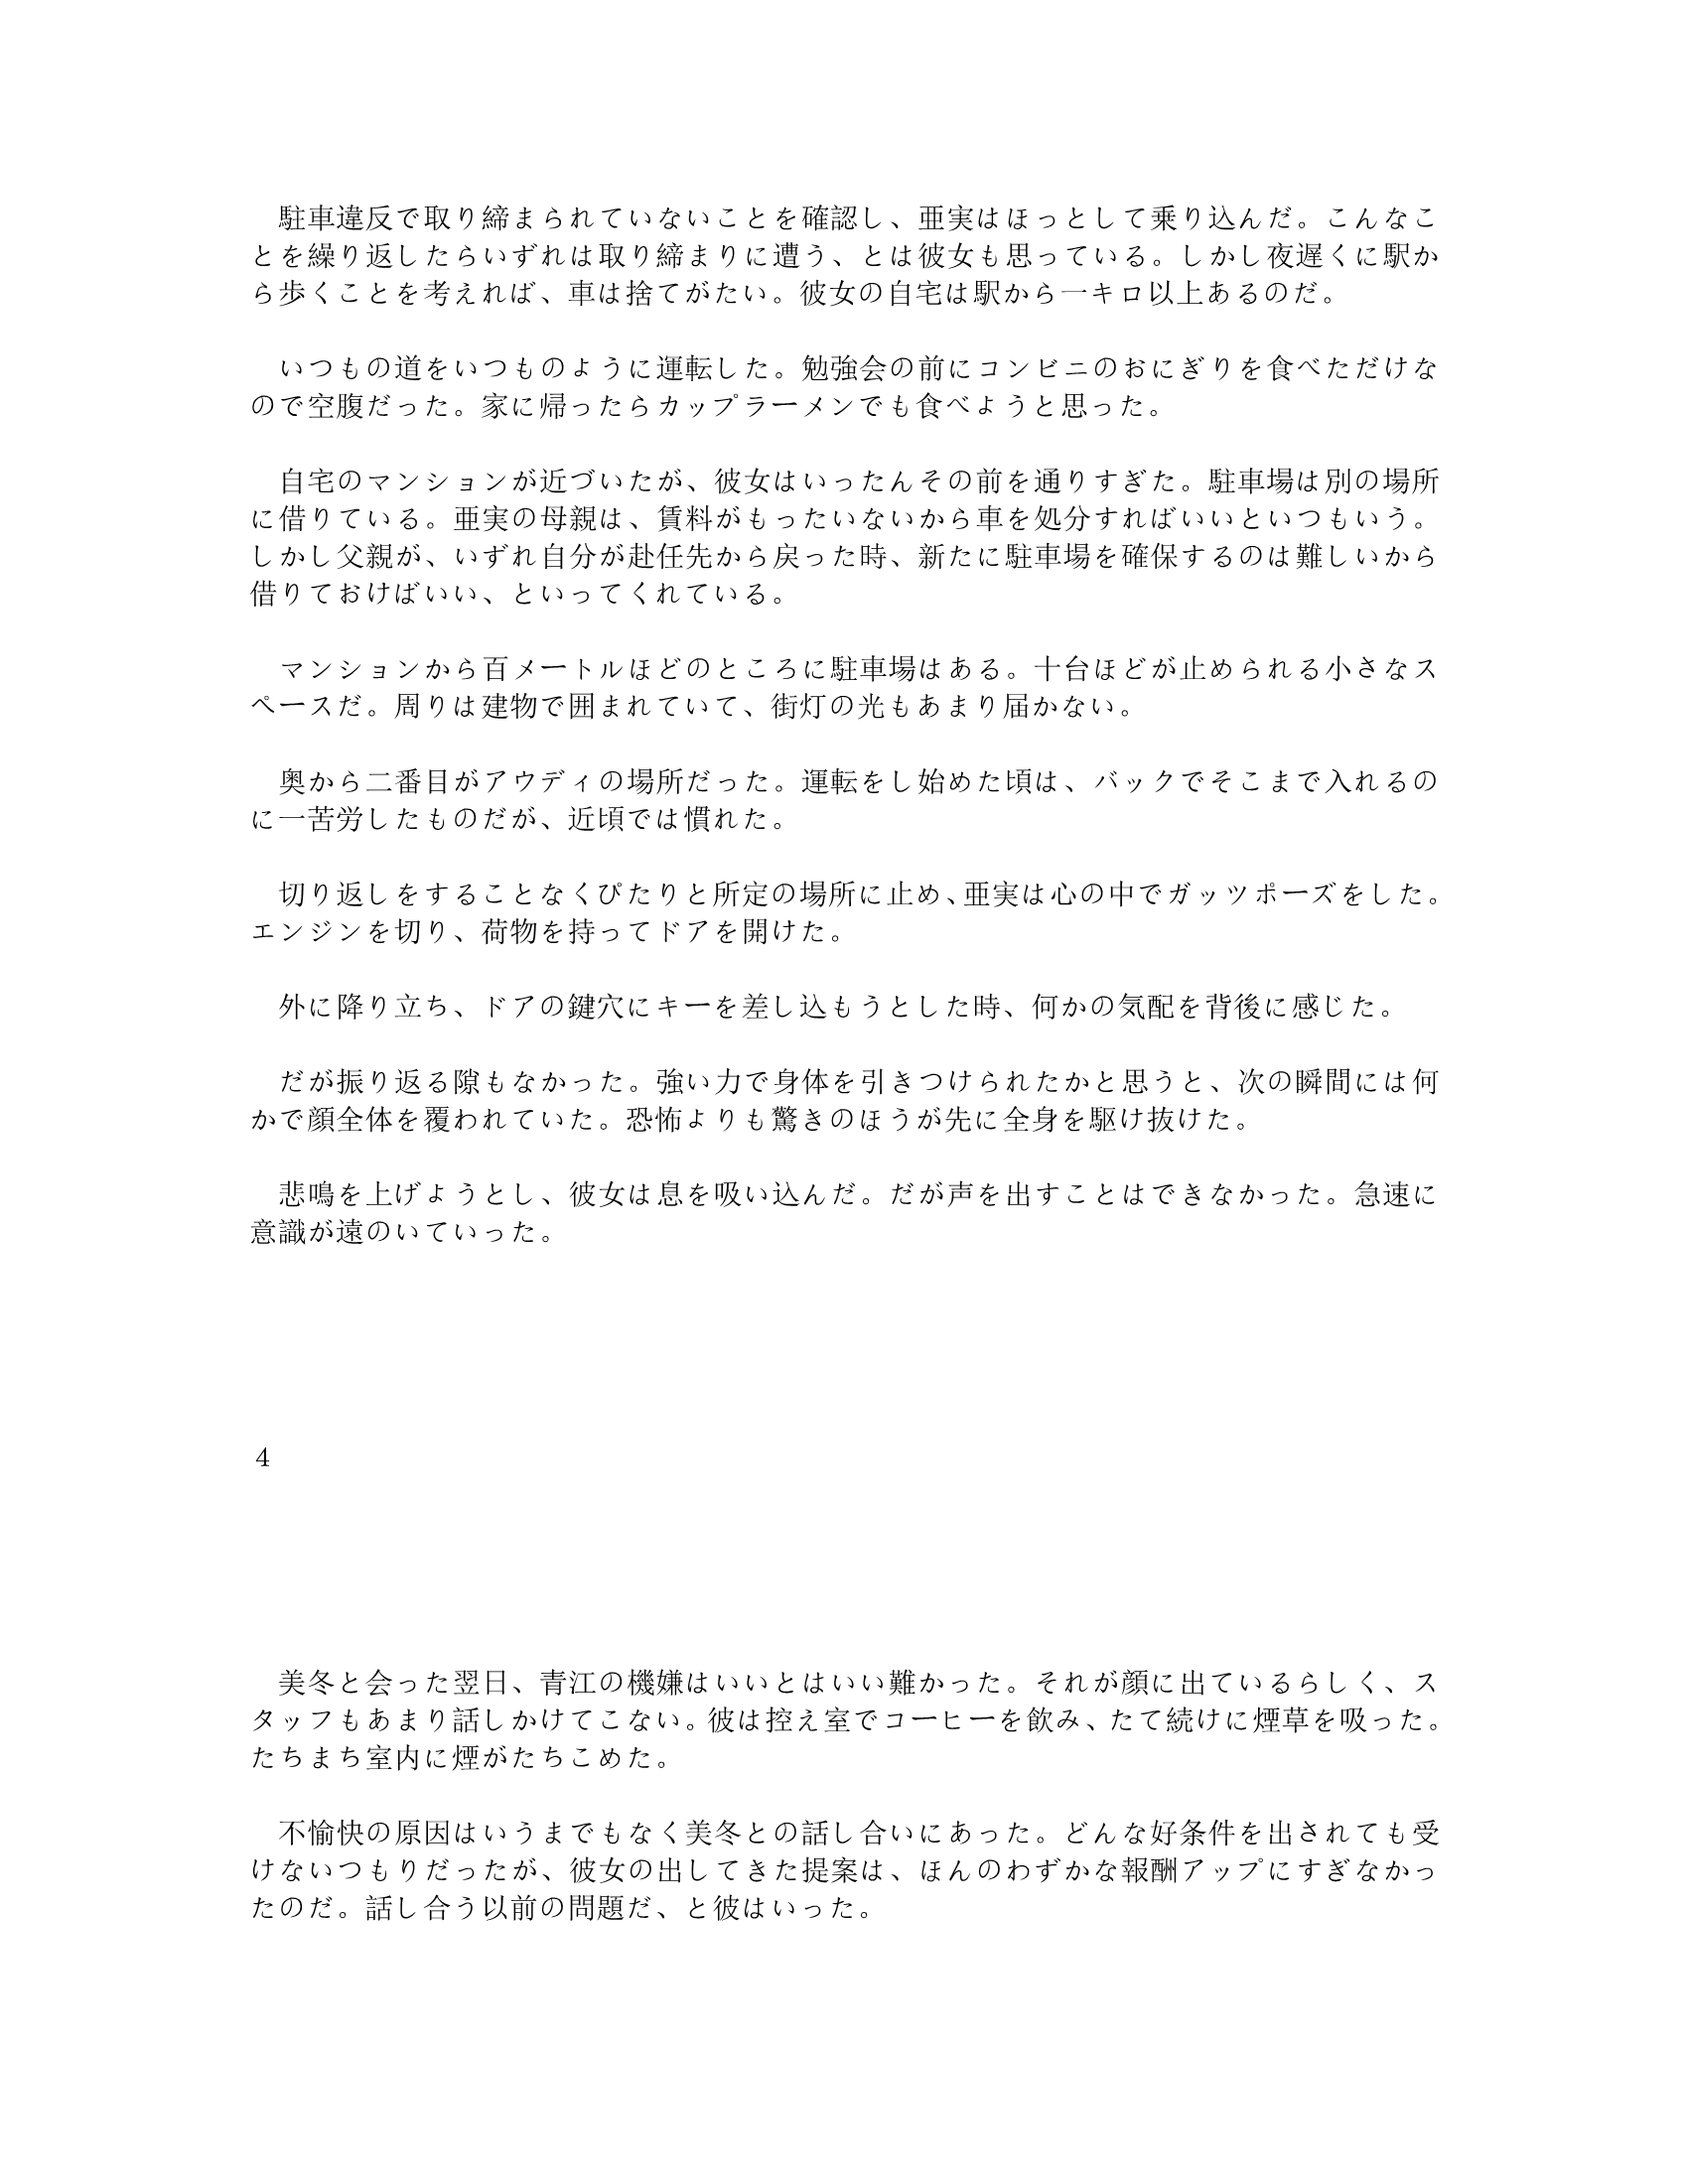 駐車違反で取り締まられていないことを確認し、亜実はほっとして乗り込んだ。こんなこ
とを繰り返したらいずれは取り締まりに遭う、とは彼女も思っている。しかし夜遅くに駅か
ら歩くことを考えれば、車は捨てがたい。彼女の自宅は駅から一キロ以上あるのだ。
　いつもの道をいつものように運転した。勉強会の前にコンビニのおにぎりを食べただけな
ので空腹だった。家に帰ったらカップラーメンでも食べようと思った。
　自宅のマンションが近づいたが、彼女はいったんその前を通りすぎた。駐車場は別の場所
に借りている。亜実の母親は、賃料がもったいないから車を処分すればいいといつもいう。
しかし父親が、いずれ自分が赴任先から戻った時、新たに駐車場を確保するのは難しいから
借りておけばいい、といってくれている。
　マンションから百メートルほどのところに駐車場はある。十台ほどが止められる小さなス
ペースだ。周りは建物で囲まれていて、街灯の光もあまり届かない。
　奥から二番目がアウディの場所だった。運転をし始めた頃は、バックでそこまで入れるの
に一苦労したものだが、近頃では慣れた。
　切り返しをすることなくぴたりと所定の場所に止め、亜実は心の中でガッツポーズをした。
エンジンを切り、荷物を持ってドアを開けた。
　外に降り立ち、ドアの鍵穴にキーを差し込もうとした時、何かの気配を背後に感じた。
　だが振り返る隙もなかった。強い力で身体を引きつけられたかと思うと、次の瞬間には何
かで顔全体を覆われていた。恐怖よりも驚きのほうが先に全身を駆け抜けた。
　悲鳴を上げようとし、彼女は息を吸い込んだ。だが声を出すことはできなかった。急速に
意識が遠のいていった。
４
　美冬と会った翌日、青江の機嫌はいいとはいい難かった。それが顔に出ているらしく、ス
タッフもあまり話しかけてこない。彼は控え室でコーヒーを飲み、たて続けに煙草を吸った。
たちまち室内に煙がたちこめた。
　不愉快の原因はいうまでもなく美冬との話し合いにあった。どんな好条件を出されても受
けないつもりだったが、彼女の出してきた提案は、ほんのわずかな報酬アップにすぎなかっ
たのだ。話し合う以前の問題だ、と彼はいった。